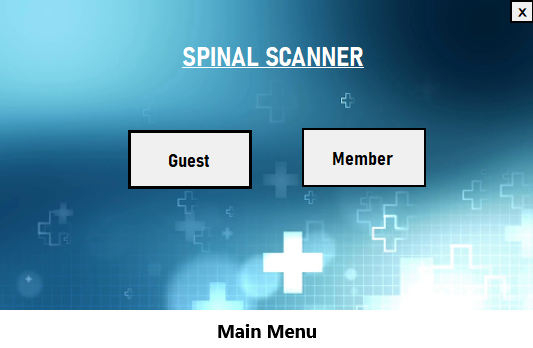 x
SPINAL SCANNER
Guest
Member
Main Menu